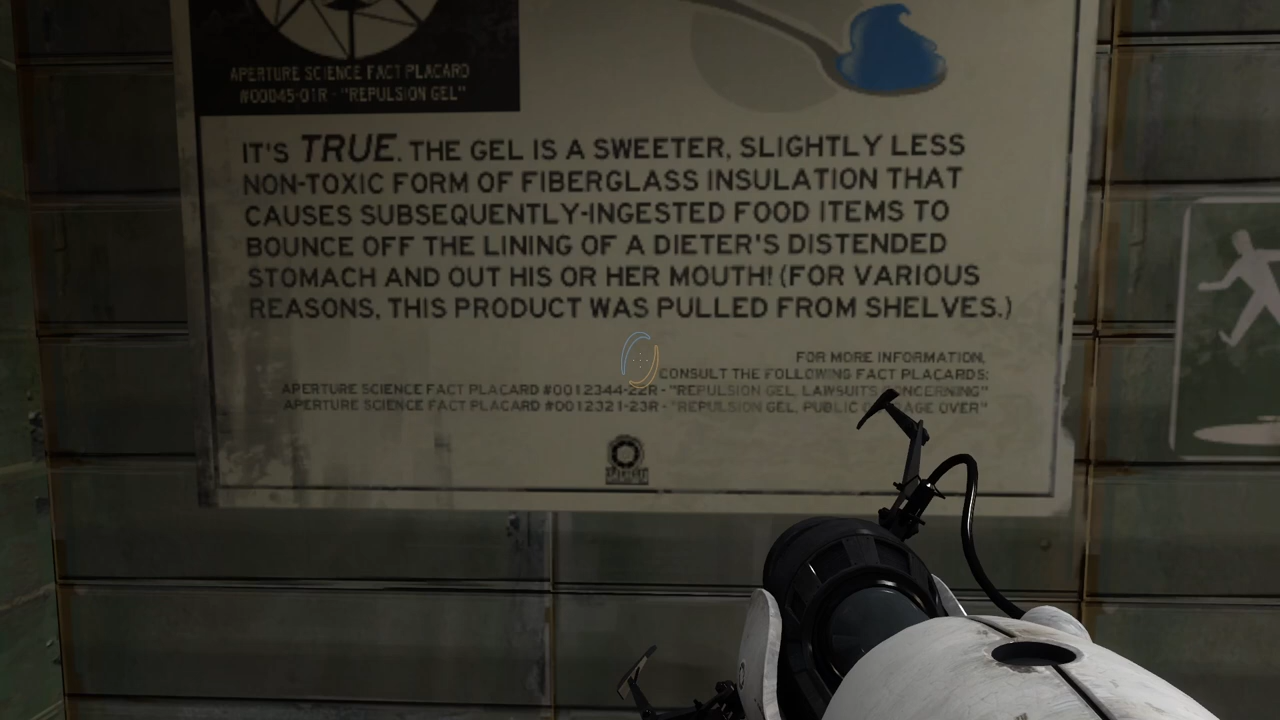 APERTURE SCIENCE FACT PLACARD
#00045-01R - "REPULSION GEL"
IT'S TRUE. THE GEL IS A SWEETER, SLIGHTLY LESS
NON-TOXIC FORM OF FIBERGLASS INSULATION THAT
CAUSES SUBSEQUENTLY-INGESTED FOOD ITEMS TO
BOUNCE OFF THE LINING OF A DIETER'S DISTENDED
STOMACH AND OUT HIS OR HER MOUTH! (FOR VARIOUS
REASONS, THIS PRODUCT WAS PULLED FROM SHELVES.)
FOR MORE INFORMATION,
CONSULT THE FOLLOWING FACT PLACARDS:
APERTURE SCIENCE FACT PLACARD #0012344-22R - "REPULSION GEL, LAWSUITS CONCERNING"
APERTURE SCIENCE FACT PLACARD #0012321-23R - "REPULSION GEL, PUBLIC OVER"